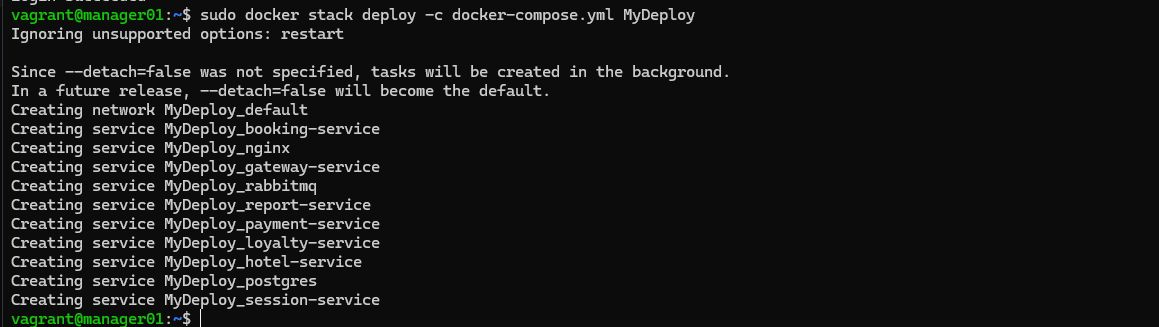 vagrant@manager01:~$ sudo docker stack deploy -c docker-compose.yml MyDeploy
Ignoring unsupported options: restart
Since --detach=false was not specified, tasks will be created in the background.
In a future release, --detach=false will become the default.
Creating network MyDeploy_default
Creating service MyDeploy_booking-service
Creating service MyDeploy_nginx
Creating service MyDeploy_gateway-service
Creating service MyDeploy_rabbitmq
Creating service MyDeploy_report-service
Creating service MyDeploy_payment-service
Creating service MyDeploy_loyalty-service
Creating service MyDeploy_hotel-service
Creating service MyDeploy_postgres
Creating service MyDeploy_session-service
vagrant@manager01:~$